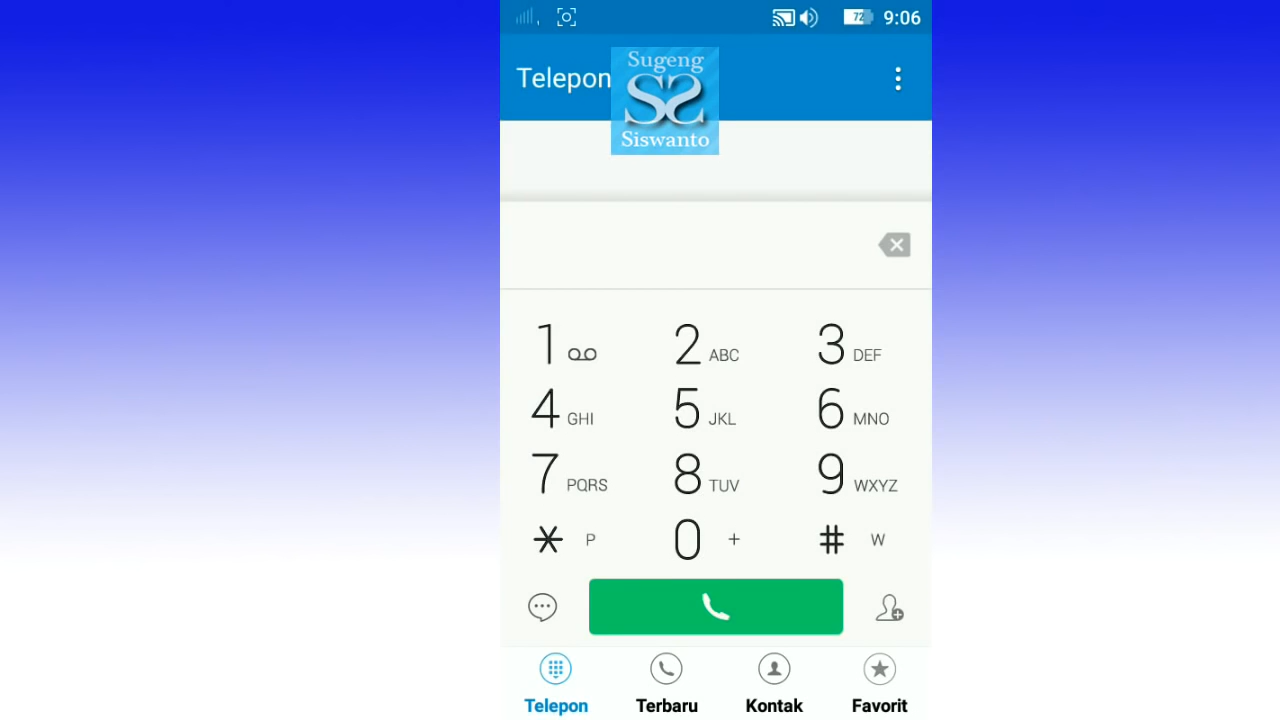 72 9:06
Telepon
Sugeng
SS
Siswanto
1 2 ABC 3 DEF
4 GHI 5 JKL 6 MNO
7 PQRS 8 TUV 9 WXYZ
* P 0 + # W
Telepon Terbaru Kontak Favorit